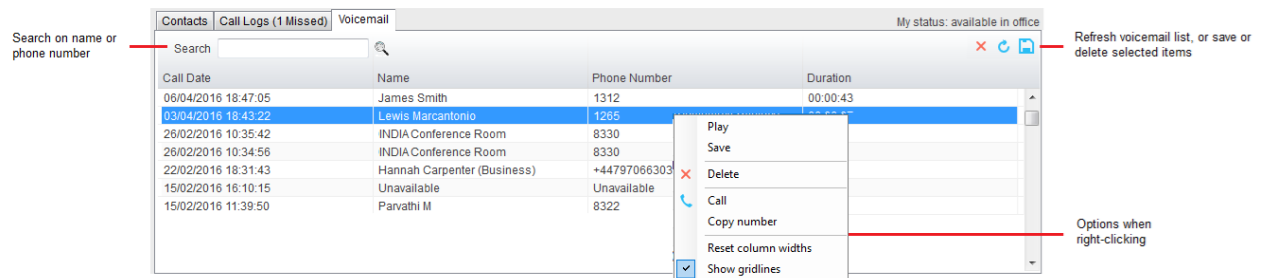 Contacts Call Logs (1 Missed) Voicemail My status: available in office
Search on name or
phone number
Search
Refresh voicemail list, or save or
delete selected items
Call Date Name Phone Number Duration
06/04/2016 18:47:05 James Smith 1312 00:00:43
03/04/2016 18:43:22 Lewis Marcantonio 1265
26/02/2016 10:35:42 INDIA Conference Room 8330
26/02/2016 10:34:56 INDIA Conference Room 8330
22/02/2016 18:31:43 Hannah Carpenter (Business) +44797066303
15/02/2016 16:10:15 Unavailable Unavailable
15/02/2016 11:39:50 Parvathi M 8322
Play
Save
Delete
Call
Copy number
Reset column widths
Show gridlines
Options when
right-clicking